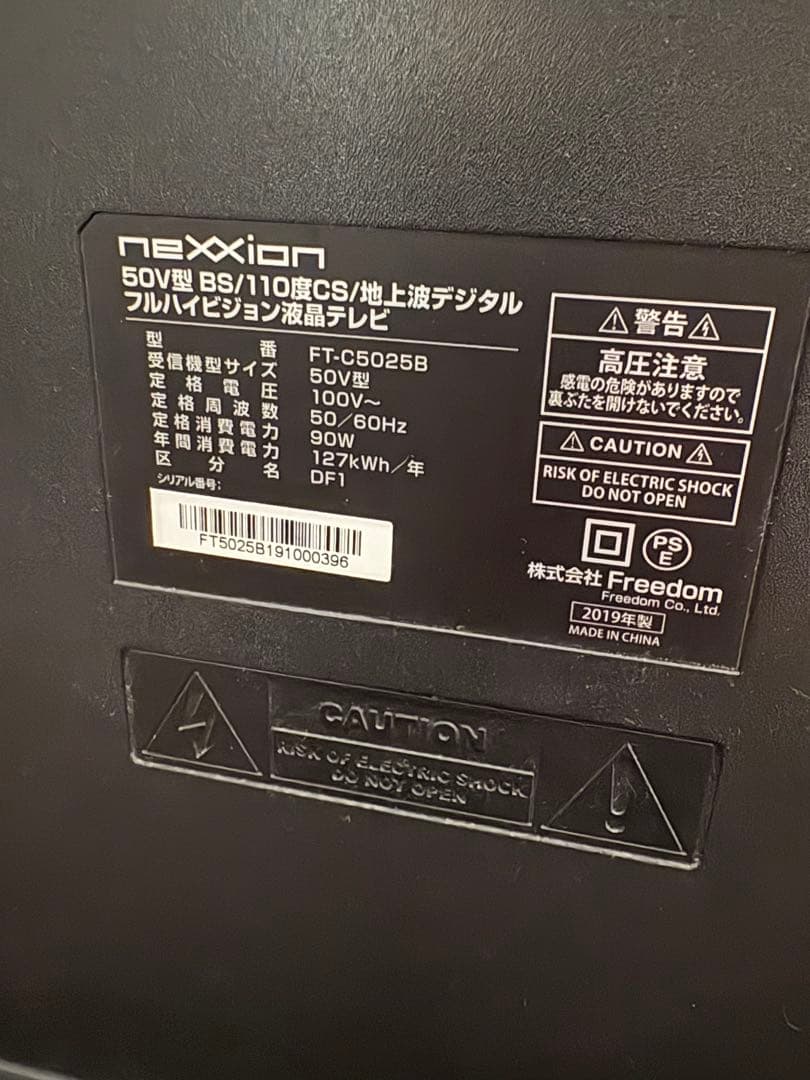 nexxion
50V型 BS/110度CS/地上波デジタル
フルハイビジョン液晶テレビ
型番 FT-C5025B
受信機型サイズ 50V型
定格電圧 100V～
定格周波数 50／60Hz
定格消費電力 90W
年間消費電力 127kWh／年
区分名 DF1
シリアル番号:
FT5025B191000396
警告
高圧注意
感電の危険がありますので
裏ぶたを開けないでください。
CAUTION
RISK OF ELECTRIC SHOCK
DO NOT OPEN
PS
E
株式会社 Freedom
Freedom Co., Ltd.
2019年製
MADE IN CHINA
CAUTION
RISK OF ELECTRIC SHOCK
DO NOT OPEN